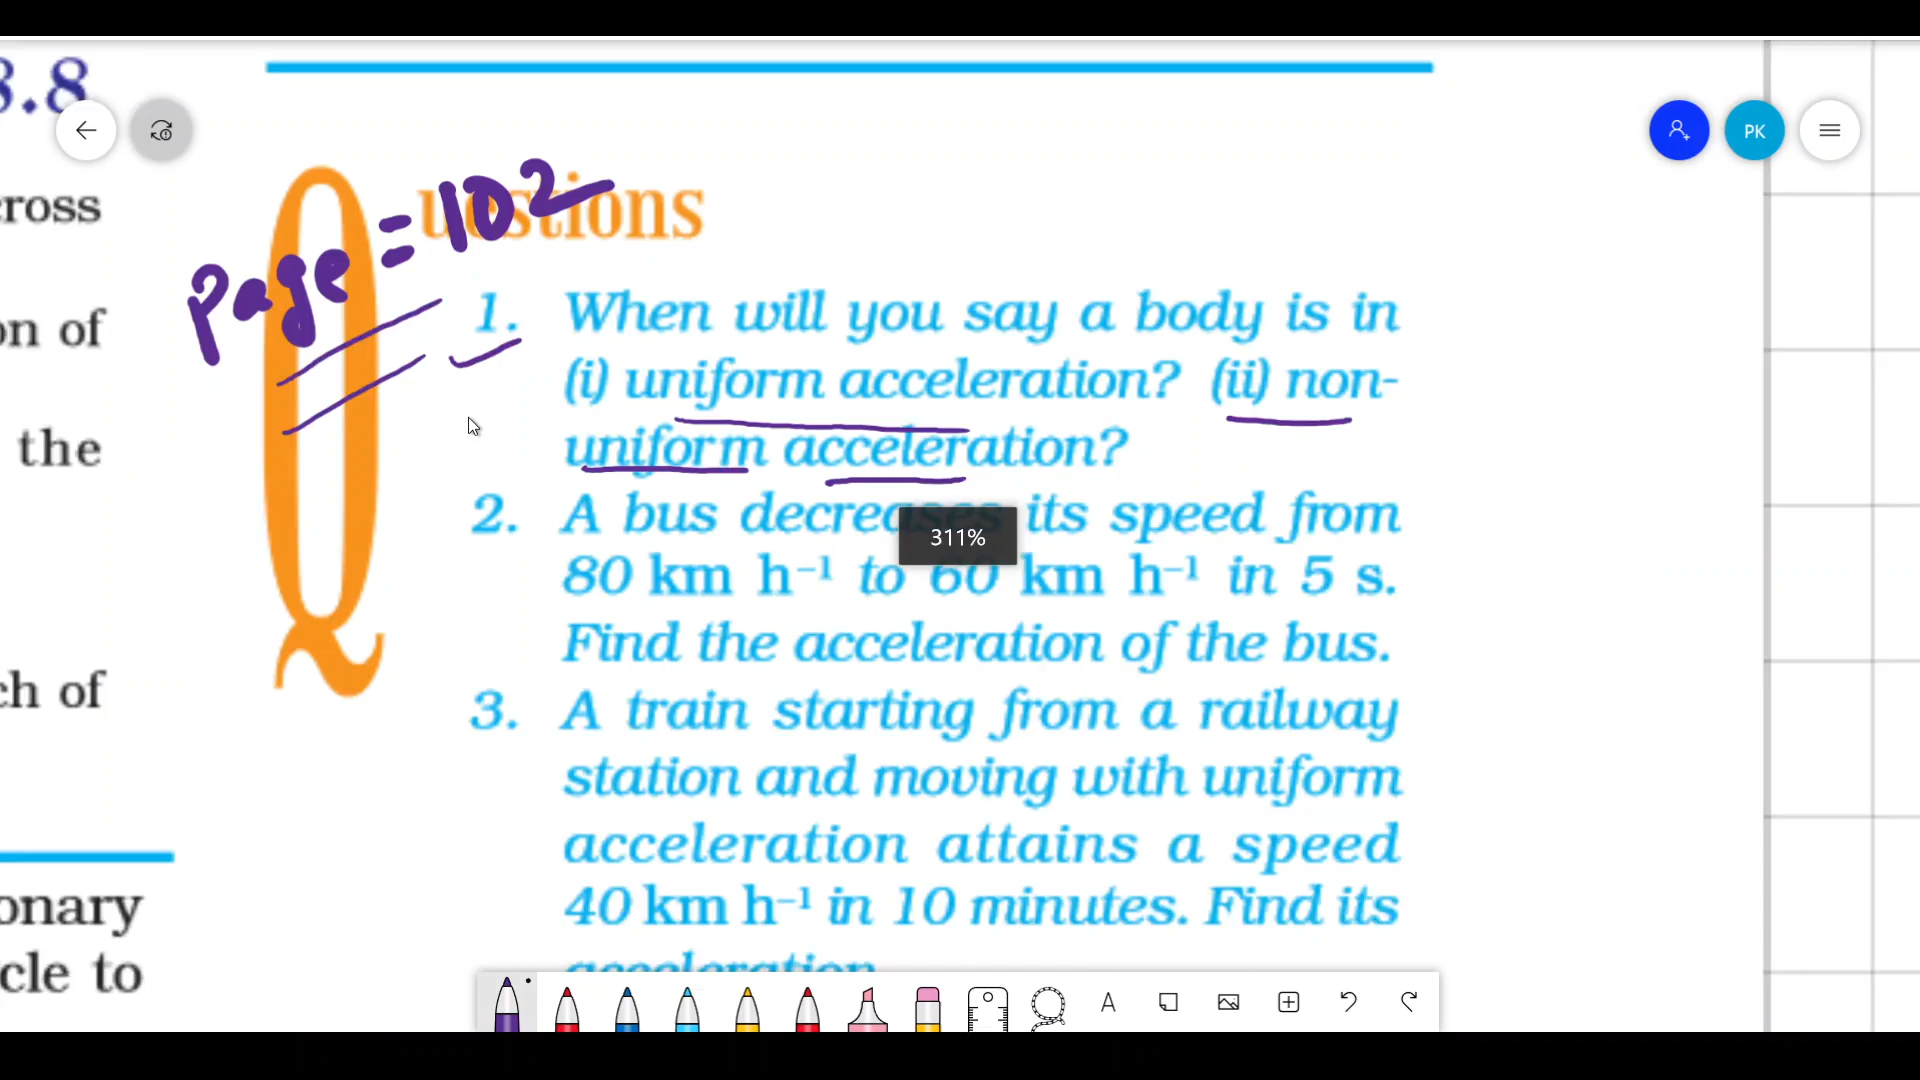 3.8
cross
on of
the
ch of
onary
cle to
PK
page = 102
Questions
1. When will you say a body is in
(i) uniform acceleration? (ii) non-
uniform acceleration?
2. A bus decreases its speed from
80 km h⁻¹ to 60 km h⁻¹ in 5 s.
Find the acceleration of the bus.
3. A train starting from a railway
station and moving with uniform
acceleration attains a speed
40 km h⁻¹ in 10 minutes. Find its
acceleration.
311%
A